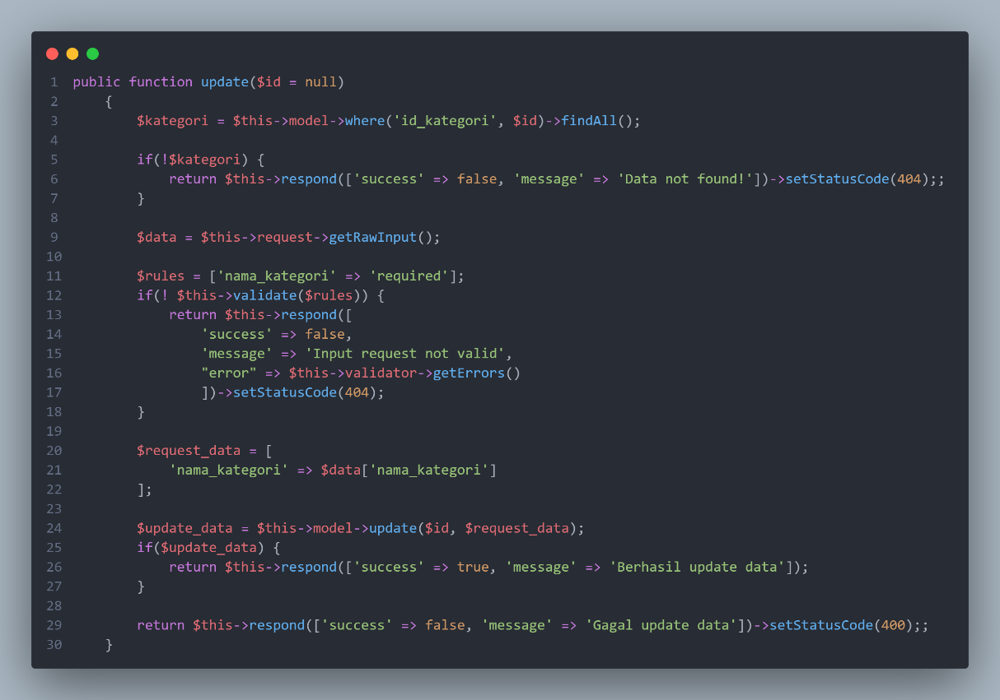 1 public function update($id = null)
2     {
3         $kategori = $this->model->where('id_kategori', $id)->findAll();
4
5         if(!$kategori) {
6             return $this->respond(['success' => false, 'message' => 'Data not found!'])->setStatusCode(404);;
7         }
8
9         $data = $this->request->getRawInput();
10
11         $rules = ['nama_kategori' => 'required'];
12         if(! $this->validate($rules)) {
13             return $this->respond([
14                 'success' => false,
15                 'message' => 'Input request not valid',
16                 "error" => $this->validator->getErrors()
17                 ])->setStatusCode(404);
18         }
19
20         $request_data = [
21             'nama_kategori' => $data['nama_kategori']
22         ];
23
24         $update_data = $this->model->update($id, $request_data);
25         if($update_data) {
26             return $this->respond(['success' => true, 'message' => 'Berhasil update data']);
27         }
28
29         return $this->respond(['success' => false, 'message' => 'Gagal update data'])->setStatusCode(400);;
30     }